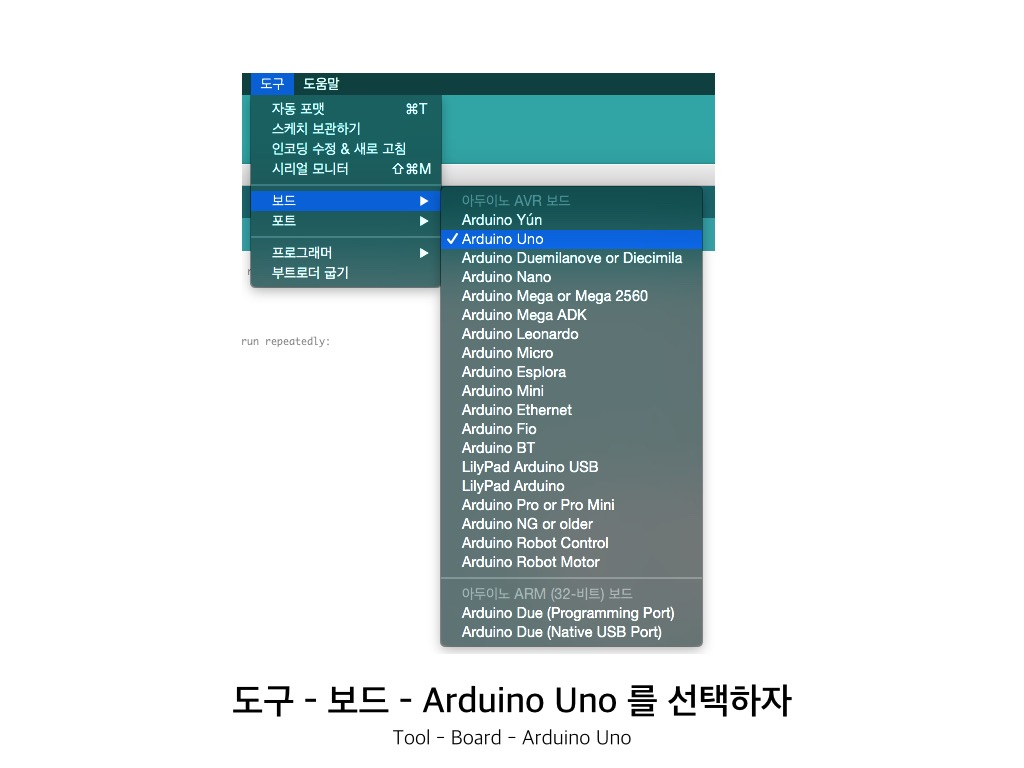 도구 도움말
자동 포맷 ⌘T
스케치 보관하기
인코딩 수정 & 새로 고침
시리얼 모니터 ⇧⌘M
보드 ▶
포트 ▶
프로그래머 ▶
부트로더 굽기
아두이노 AVR 보드
Arduino Yún
✓ Arduino Uno
Arduino Duemilanove or Diecimila
Arduino Nano
Arduino Mega or Mega 2560
Arduino Mega ADK
Arduino Leonardo
Arduino Micro
Arduino Esplora
Arduino Mini
Arduino Ethernet
Arduino Fio
Arduino BT
LilyPad Arduino USB
LilyPad Arduino
Arduino Pro or Pro Mini
Arduino NG or older
Arduino Robot Control
Arduino Robot Motor
아두이노 ARM (32-비트) 보드
Arduino Due (Programming Port)
Arduino Due (Native USB Port)
run repeatedly:
도구 - 보드 - Arduino Uno 를 선택하자
Tool - Board - Arduino Uno